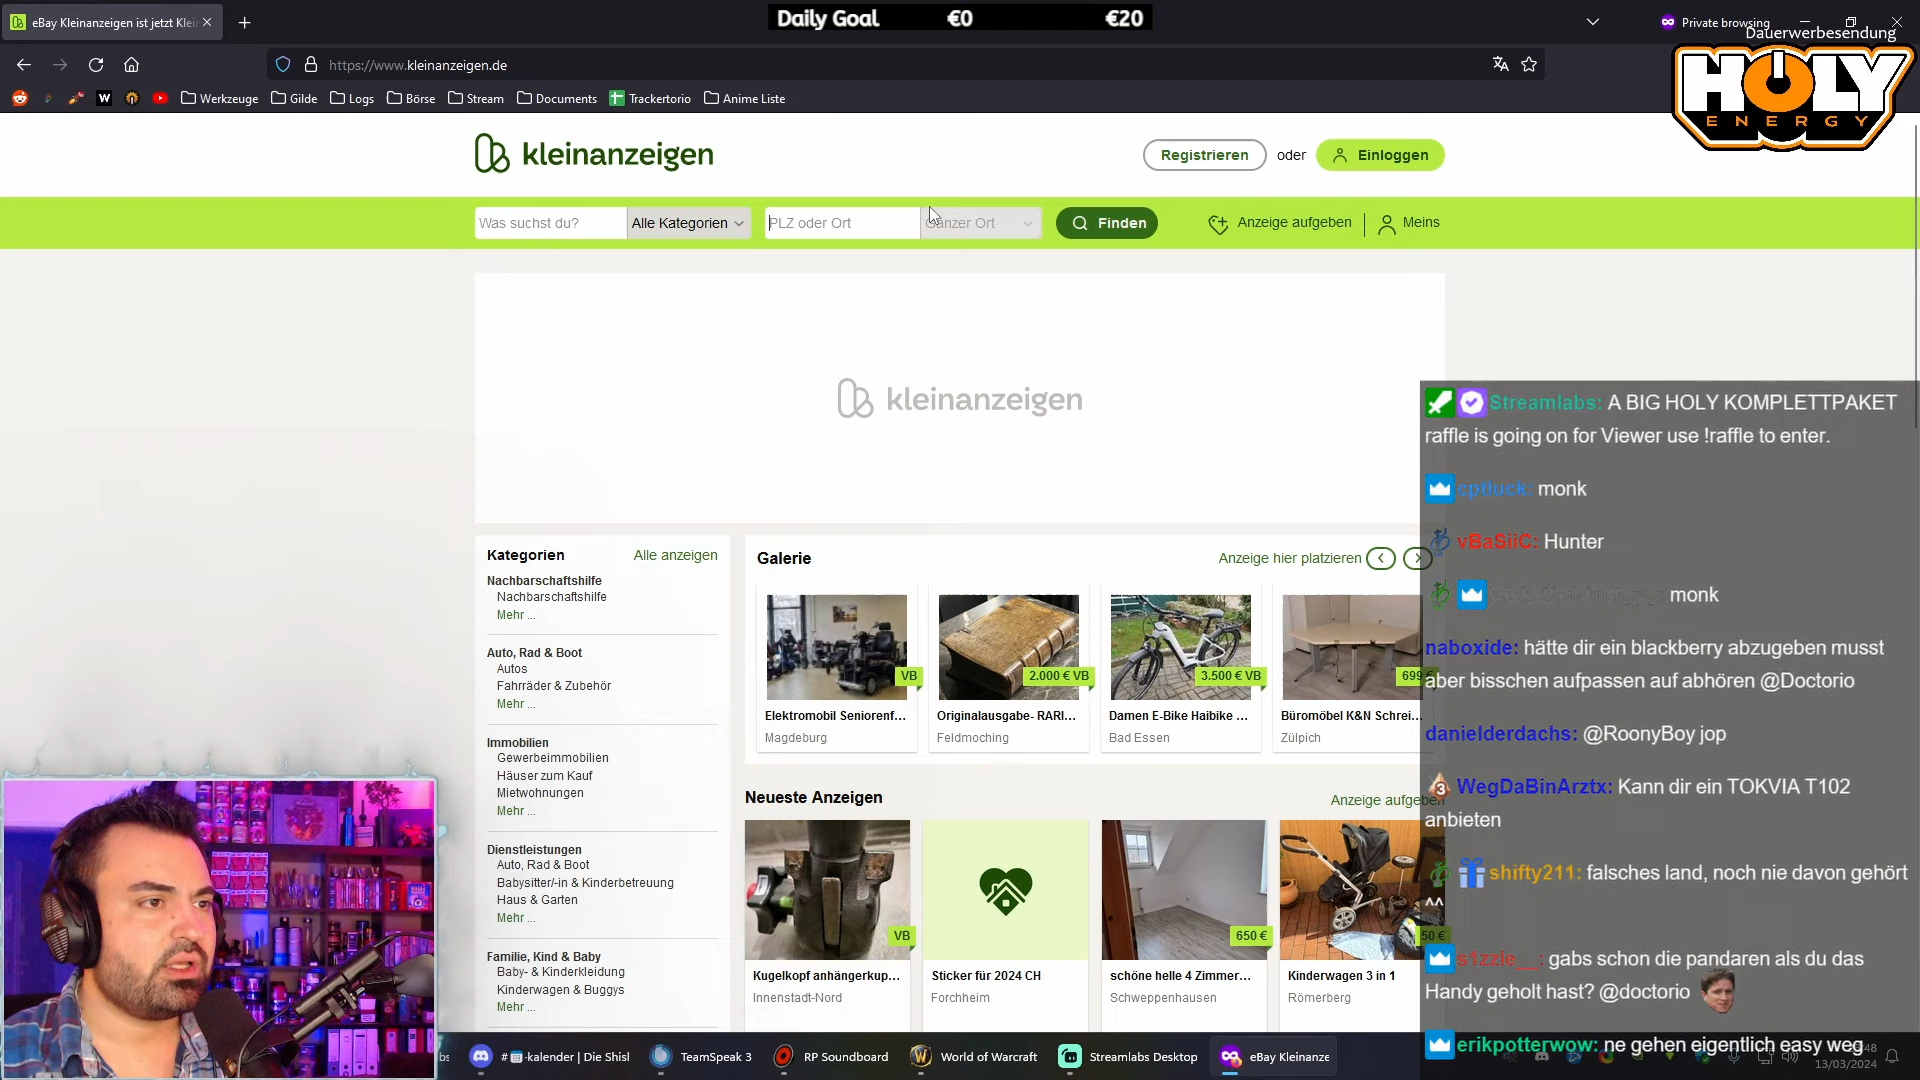 eBay Kleinanzeigen ist jetzt Klei
Daily Goal €0 €20
Private browsing
Dauerwerbesendung
https://www.kleinanzeigen.de
HOLY
ENERGY
Werkzeuge Gilde Logs Börse Stream Documents Trackertorio Anime Liste
kleinanzeigen
Registrieren oder Einloggen
Was suchst du? Alle Kategorien PLZ oder Ort Ganzer Ort Finden Anzeige aufgeben Meins
kleinanzeigen
Kategorien Alle anzeigen
Nachbarschaftshilfe
Nachbarschaftshilfe
Mehr ...
Auto, Rad & Boot
Autos
Fahrräder & Zubehör
Mehr ...
Immobilien
Gewerbeimmobilien
Häuser zum Kauf
Mietwohnungen
Mehr ...
Dienstleistungen
Auto, Rad & Boot
Babysitter/-in & Kinderbetreuung
Haus & Garten
Mehr ...
Familie, Kind & Baby
Baby- & Kinderkleidung
Kinderwagen & Buggys
Mehr ...
Galerie Anzeige hier platzieren
VB 2.000 € VB 3.500 € VB 699
Elektromobil Seniorenf... Originalausgabe- RARI... Damen E-Bike Haibike ... Büromöbel K&N Schrei...
Magdeburg Feldmoching Bad Essen Zülpich
Neueste Anzeigen Anzeige aufgeben
VB 650 € 50 €
Kugelkopf anhängerkup... Sticker für 2024 CH schöne helle 4 Zimmer... Kinderwagen 3 in 1
Innenstadt-Nord Forchheim Schweppenhausen Römerberg
Streamlabs: A BIG HOLY KOMPLETTPAKET
raffle is going on for Viewer use !raffle to enter.
cptluck: monk
vBaSiiC: Hunter
monk
naboxide: hätte dir ein blackberry abzugeben musst
aber bisschen aufpassen auf abhören @Doctorio
danielderdachs: @RoonyBoy jop
WegDaBinArztx: Kann dir ein TOKVIA T102
anbieten
shifty211: falsches land, noch nie davon gehört
^^
s1zzle__: gabs schon die pandaren als du das
Handy geholt hast? @doctorio
erikpotterwow: ne gehen eigentlich easy weg
#kalender | Die Shisl TeamSpeak 3 RP Soundboard World of Warcraft Streamlabs Desktop eBay Kleinanze
13/03/2024